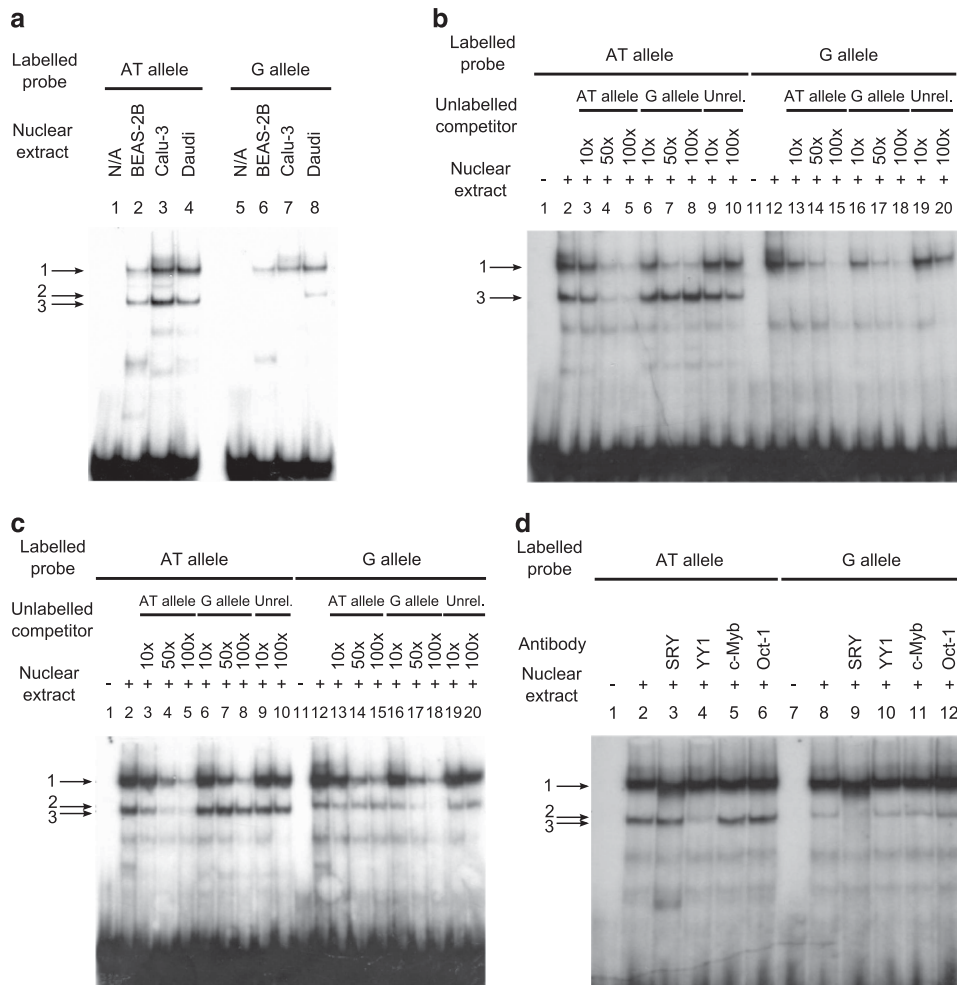 a
Labelled probe
AT allele
G allele
Nuclear extract
N/A
BEAS-2B
Calu-3
Daudi
N/A
BEAS-2B
Calu-3
Daudi
1 2 3 4 5 6 7 8
1
2
3
b
Labelled probe
AT allele
G allele
Unlabelled competitor
AT allele G allele Unrel. AT allele G allele Unrel.
10x 50x 100x 10x 50x 100x 10x 100x 10x 50x 100x 10x 50x 100x 10x 100x
Nuclear extract
- + + + + + + + + + - + + + + + + + + +
1 2 3 4 5 6 7 8 9 10 11 12 13 14 15 16 17 18 19 20
1
3
c
Labelled probe
AT allele
G allele
Unlabelled competitor
AT allele G allele Unrel. AT allele G allele Unrel.
10x 50x 100x 10x 50x 100x 10x 100x 10x 50x 100x 10x 50x 100x 10x 100x
Nuclear extract
- + + + + + + + + + - + + + + + + + + +
1 2 3 4 5 6 7 8 9 10 11 12 13 14 15 16 17 18 19 20
1
2
3
d
Labelled probe
AT allele
G allele
Antibody
SRY YY1 c-Myb Oct-1 SRY YY1 c-Myb Oct-1
Nuclear extract
- + + + + + - + + + + +
1 2 3 4 5 6 7 8 9 10 11 12
1
2
3